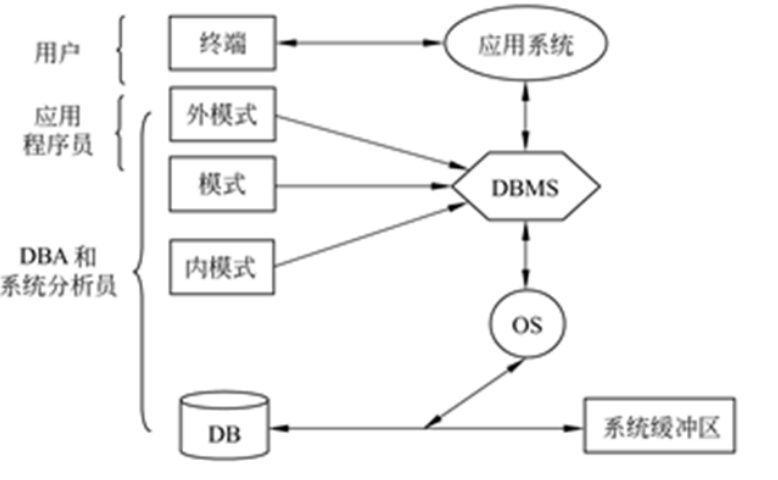 用户
终端
应用系统
应用
程序员
外模式
模式
DBMS
DBA 和
系统分析员
内模式
OS
DB
系统缓冲区